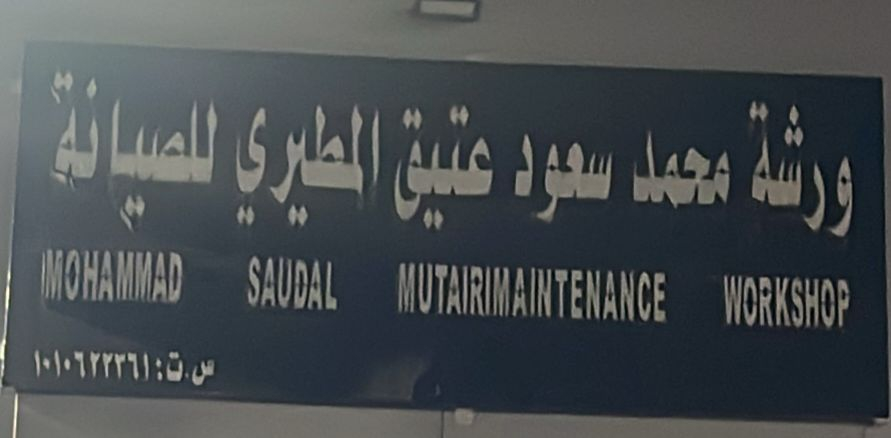 ورشة محمد سعود عتيق المطيري للصيانة
MOHAMMAD SAUDAL MUTAIRIMAINTENANCE WORKSHOP
س.ت: ١٠١٠٦٢٢٣٦١